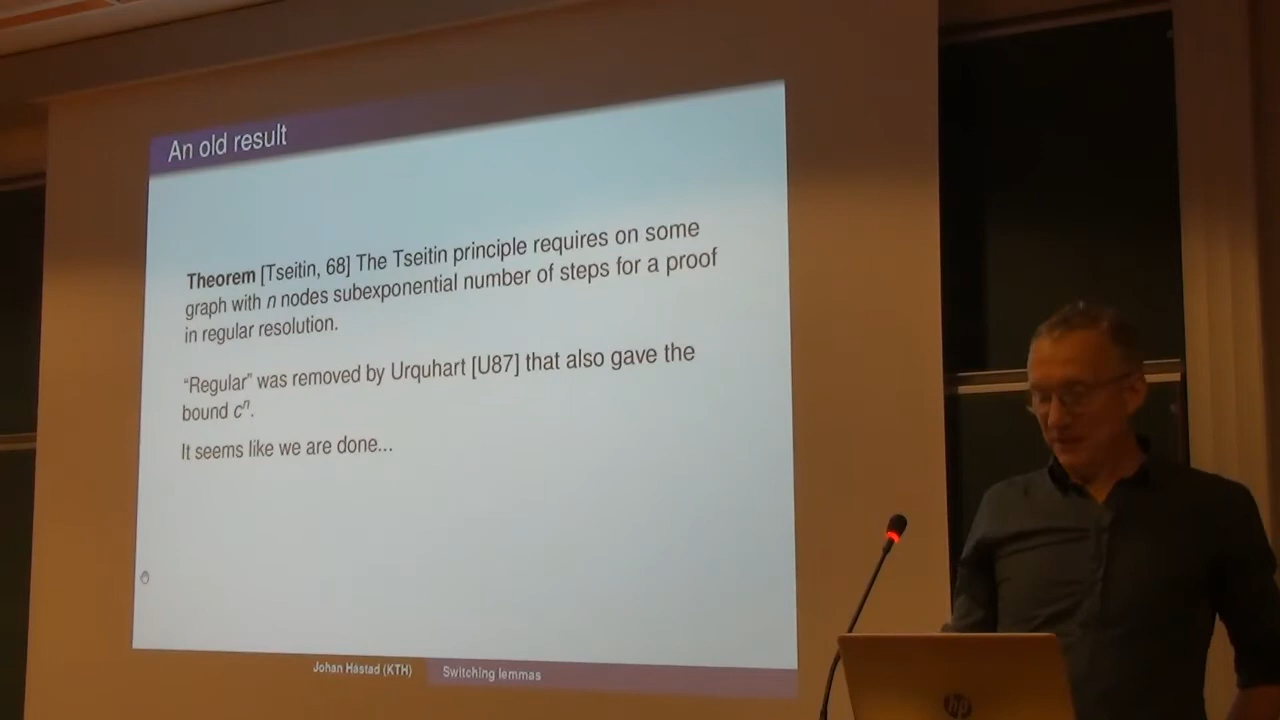 An old result
Theorem [Tseitin, 68] The Tseitin principle requires on some
graph with n nodes subexponential number of steps for a proof
in regular resolution.
“Regular” was removed by Urquhart [U87] that also gave the
bound cⁿ.
It seems like we are done...
Johan Håstad (KTH)
Switching lemmas
hp